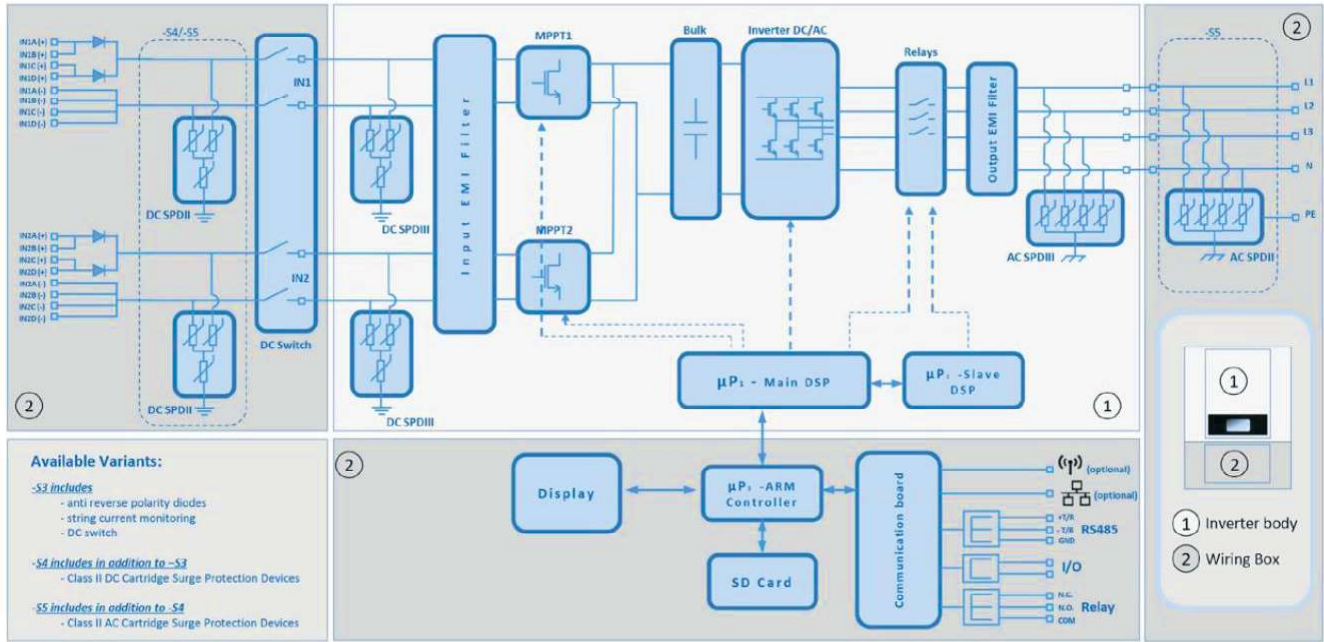 -S4/-S5
IN1A(+)
IN1B(+)
IN1C(+)
IN1D(+)
IN1A(-)
IN1B(-)
IN1C(-)
IN1D(-)
DC SPDII
IN2A(+)
IN2B(+)
IN2C(+)
IN2D(+)
IN2A(-)
IN2B(-)
IN2C(-)
IN2D(-)
DC SPDII
IN1
IN2
DC Switch
2
DC SPDIII
DC SPDIII
Input EMI Filter
MPPT1
MPPT2
Bulk
Inverter DC/AC
Relays
Output EMI Filter
AC SPDIII
µP₁ - Main DSP
µP₁ -Slave
DSP
1
2
-S5
L1
L2
L3
N
PE
AC SPDII
Available Variants:
-S3 includes
- anti reverse polarity diodes
- string current monitoring
- DC switch
-S4 includes in addition to –S3
- Class II DC Cartridge Surge Protection Devices
-S5 includes in addition to -S4
- Class II AC Cartridge Surge Protection Devices
2
Display
µP₁ -ARM
Controller
SD Card
Communication board
(optional)
(optional)
+T/R
-T/R
GND
RS485
I/O
N.C.
N.O.
COM
Relay
1
2
1 Inverter body
2 Wiring Box